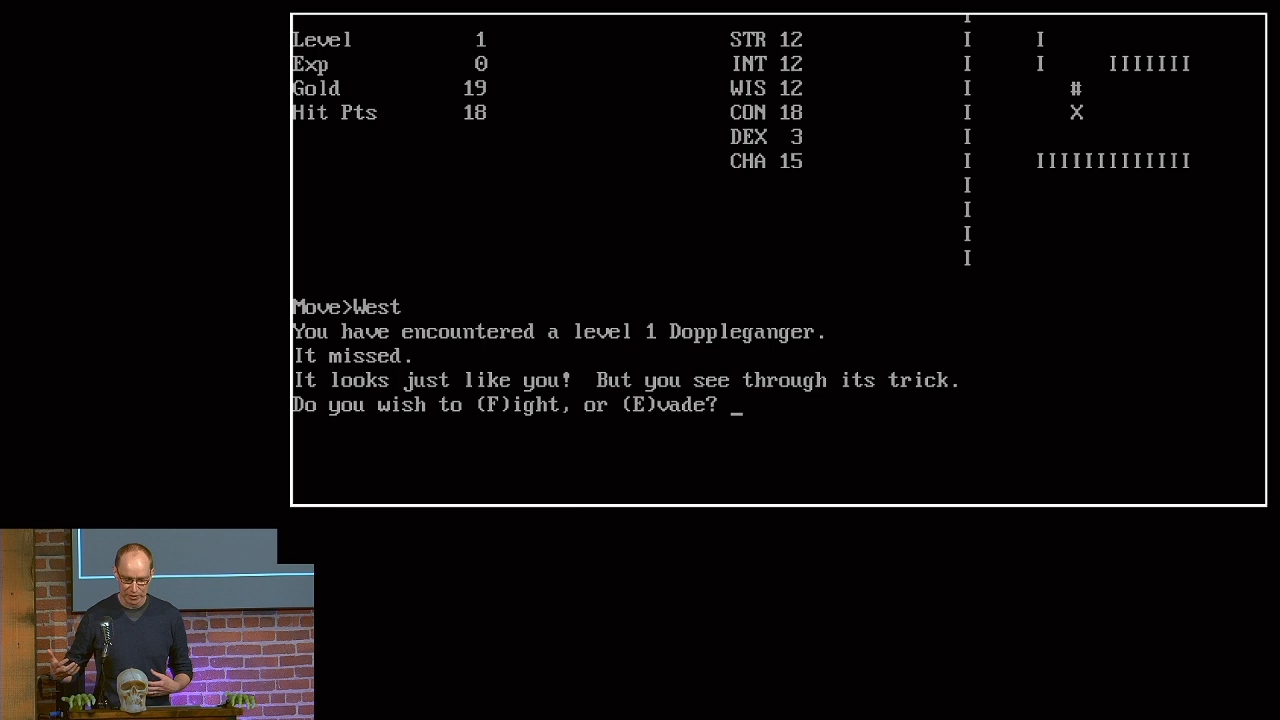 I
Level 1 STR 12 I I
Exp 0 INT 12 I I IIIIIII
Gold 19 WIS 12 I #
Hit Pts 18 CON 18 I X
DEX 3 I
CHA 15 I IIIIIIIIIIIII
I
I
I
I
Move>West
You have encountered a level 1 Doppleganger.
It missed.
It looks just like you!  But you see through its trick.
Do you wish to (F)ight, or (E)vade? _